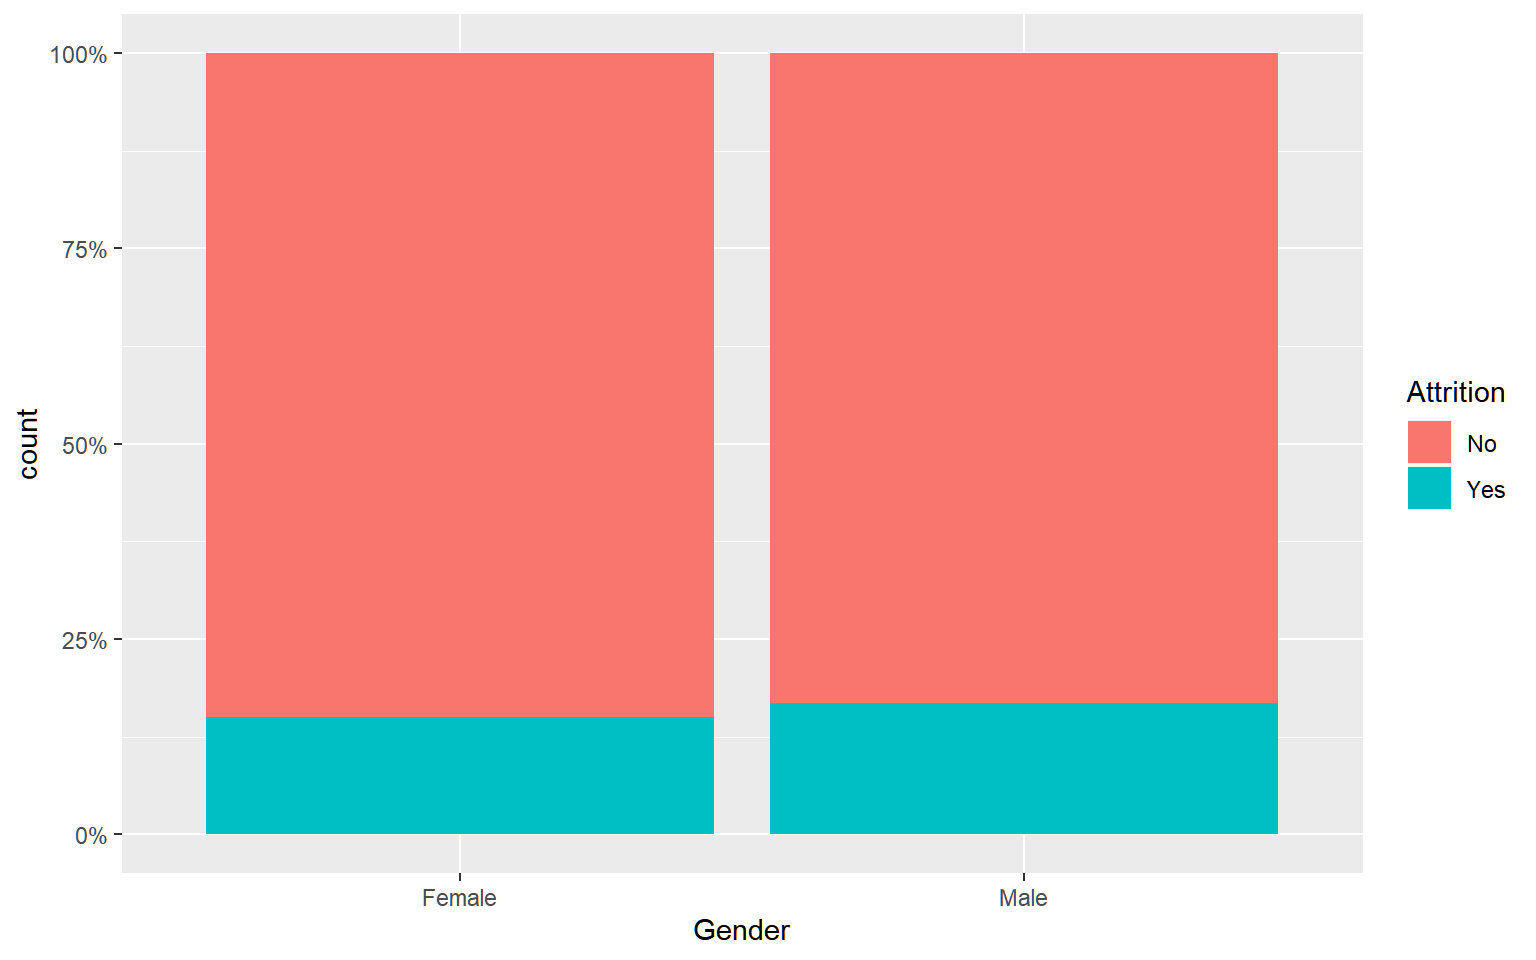 100%
75%
50%
25%
0%
count
Female
Male
Gender
Attrition
No
Yes